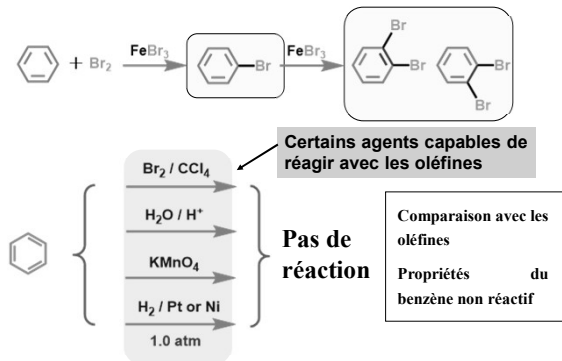 FeBr₃
FeBr₃
+ Br₂
Br
Br
Br
Br
Br
Certains agents capables de
réagir avec les oléfines
Br₂ / CCl₄
H₂O / H⁺
KMnO₄
H₂ / Pt or Ni
1.0 atm
Pas de
réaction
Comparaison avec les
oléfines
Propriétés du
benzène non réactif